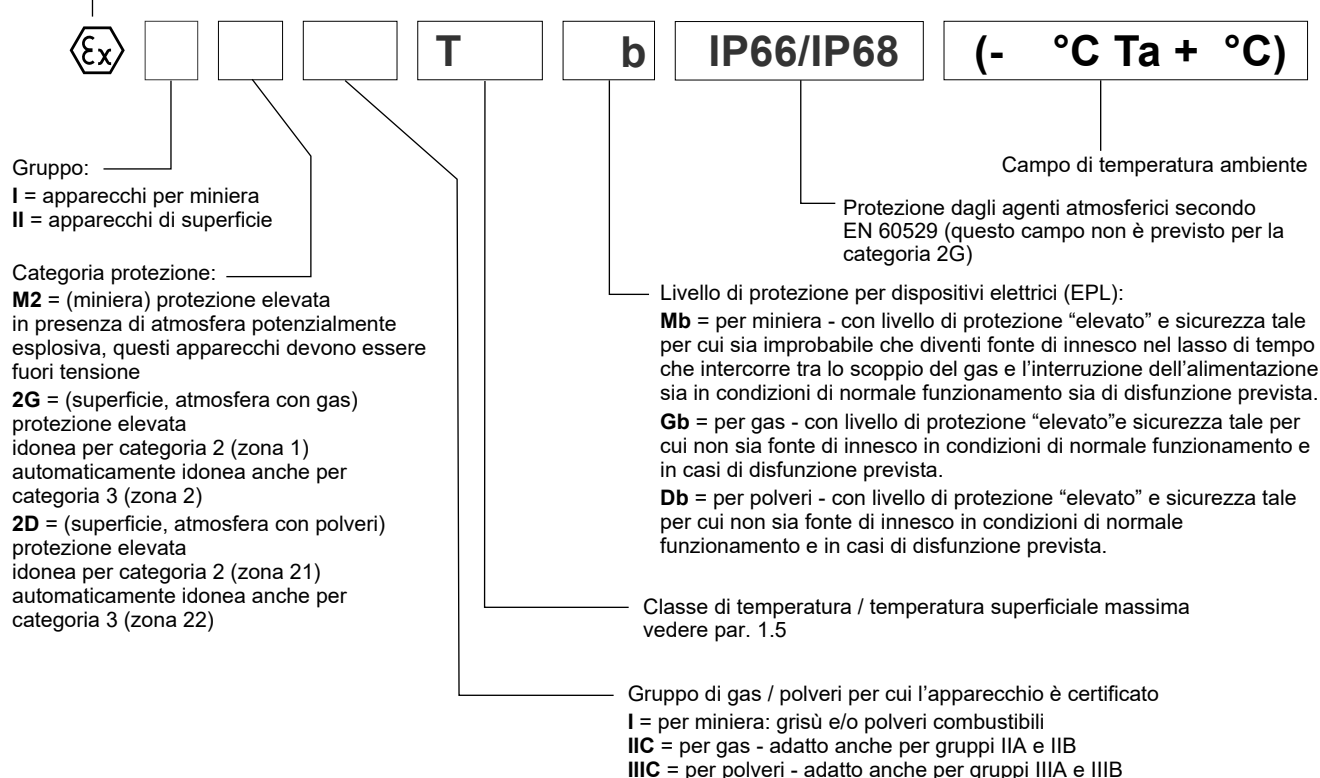 Ex T b IP66/IP68 (- °C Ta + °C)
Gruppo:
I = apparecchi per miniera
II = apparecchi di superficie
Categoria protezione:
M2 = (miniera) protezione elevata
in presenza di atmosfera potenzialmente
esplosiva, questi apparecchi devono essere
fuori tensione
2G = (superficie, atmosfera con gas)
protezione elevata
idonea per categoria 2 (zona 1)
automaticamente idonea anche per
categoria 3 (zona 2)
2D = (superficie, atmosfera con polveri)
protezione elevata
idonea per categoria 2 (zona 21)
automaticamente idonea anche per
categoria 3 (zona 22)
Campo di temperatura ambiente
Protezione dagli agenti atmosferici secondo
EN 60529 (questo campo non è previsto per la
categoria 2G)
Livello di protezione per dispositivi elettrici (EPL):
Mb = per miniera - con livello di protezione “elevato” e sicurezza tale
per cui sia improbabile che diventi fonte di innesco nel lasso di tempo
che intercorre tra lo scoppio del gas e l’interruzione dell’alimentazione
sia in condizioni di normale funzionamento sia di disfunzione prevista.
Gb = per gas - con livello di protezione “elevato”e sicurezza tale per
cui non sia fonte di innesco in condizioni di normale funzionamento e
in casi di disfunzione prevista.
Db = per polveri - con livello di protezione “elevato” e sicurezza tale
per cui non sia fonte di innesco in condizioni di normale
funzionamento e in casi di disfunzione prevista.
Classe di temperatura / temperatura superficiale massima
vedere par. 1.5
Gruppo di gas / polveri per cui l’apparecchio è certificato
I = per miniera: grisù e/o polveri combustibili
IIC = per gas - adatto anche per gruppi IIA e IIB
IIIC = per polveri - adatto anche per gruppi IIIA e IIIB